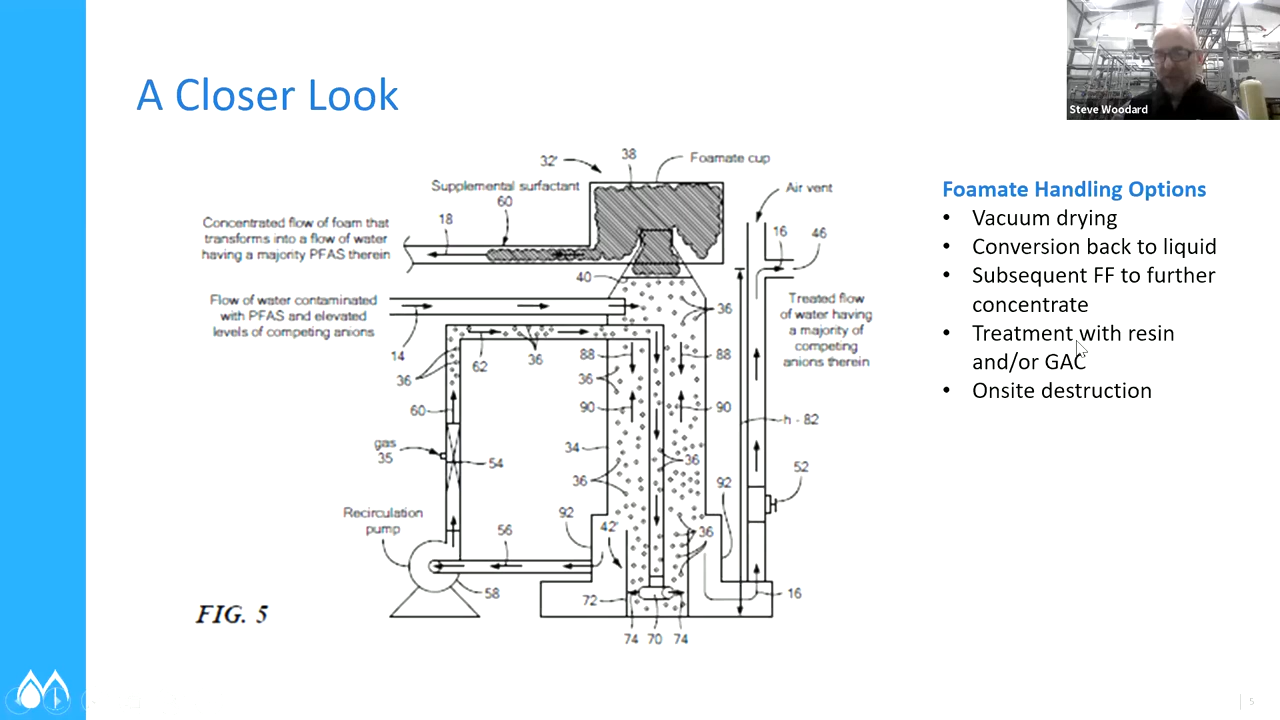 Steve Woodard
A Closer Look
32'
38
Foamate cup
Supplemental surfactant
60
18
Air vent
16
46
Concentrated flow of foam that
transforms into a flow of water
having a majority PFAS therein
40
Flow of water contaminated
with PFAS and elevated
levels of competing anions
36
Treated flow
of water having
a majority of
competing
anions therein
14
62
36
88
88
36
36
60
90
90
h - 82
gas
35
54
34
36
36
52
92
92
Recirculation
pump
56
42'
36
58
72
16
74
70
74
FIG. 5
Foamate Handling Options
• Vacuum drying
• Conversion back to liquid
• Subsequent FF to further
concentrate
• Treatment with resin
and/or GAC
• Onsite destruction
5